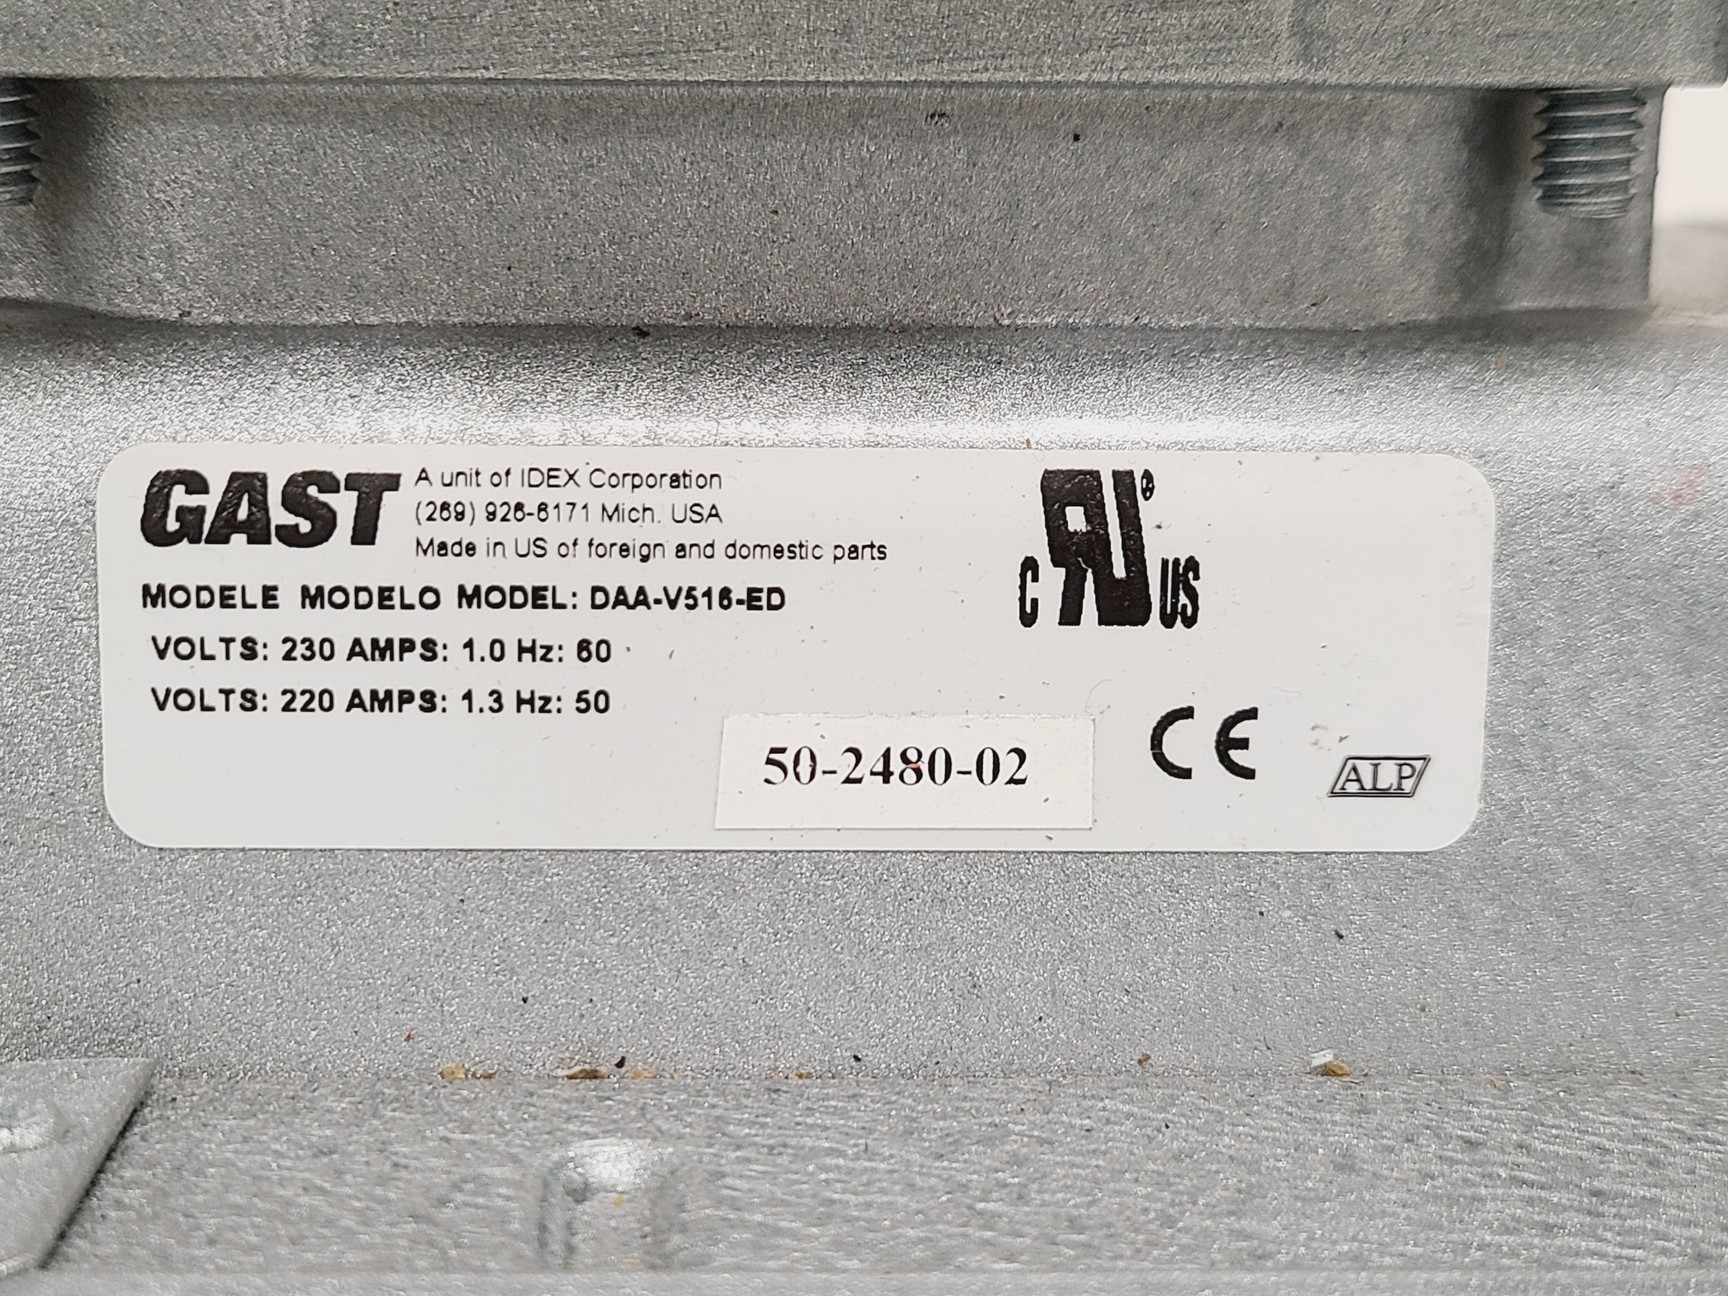 GAST
A unit of IDEX Corporation
(269) 926-6171 Mich. USA
Made in US of foreign and domestic parts
MODELE MODELO MODEL: DAA-V516-ED
VOLTS: 230 AMPS: 1.0 Hz: 60
VOLTS: 220 AMPS: 1.3 Hz: 50
C RU® US
50-2480-02
CE
ALP